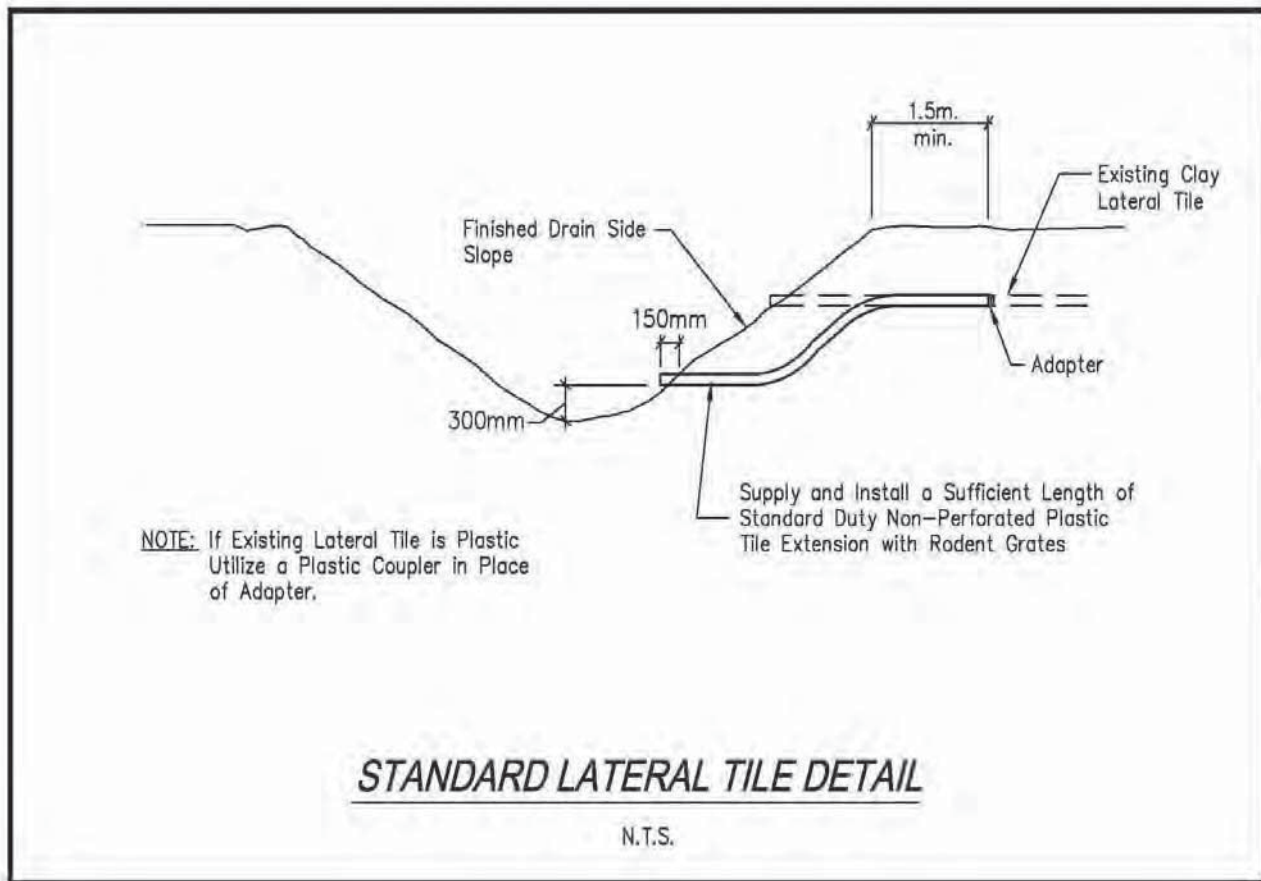 1.5m.
min.
Existing Clay
Lateral Tile
Finished Drain Side
Slope
150mm
Adapter
300mm
Supply and Install a Sufficient Length of
Standard Duty Non-Perforated Plastic
Tile Extension with Rodent Grates
NOTE: If Existing Lateral Tile is Plastic
Utilize a Plastic Coupler in Place
of Adapter.
STANDARD LATERAL TILE DETAIL
N.T.S.